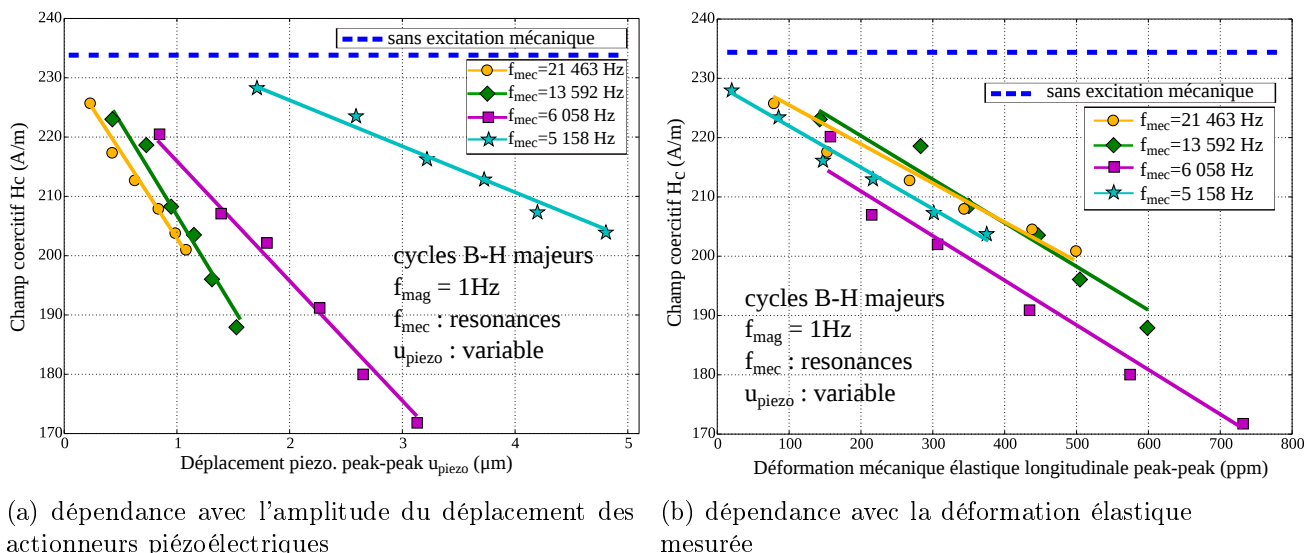 240
230
220
210
200
190
180
170
Champ coercitif Hc (A/m)
sans excitation mécanique
f_mec=21 463 Hz
f_mec=13 592 Hz
f_mec=6 058 Hz
f_mec=5 158 Hz
cycles B-H majeurs
f_mag = 1Hz
f_mec : resonances
u_piezo : variable
0 1 2 3 4 5
Déplacement piezo. peak-peak u_piezo (μm)
(a) dépendance avec l'amplitude du déplacement des
actionneurs piézoélectriques
240
230
220
210
200
190
180
170
Champ coercitif H_C (A/m)
sans excitation mécanique
f_mec=21 463 Hz
f_mec=13 592 Hz
f_mec=6 058 Hz
f_mec=5 158 Hz
cycles B-H majeurs
f_mag = 1Hz
f_mec : resonances
u_piezo : variable
0 100 200 300 400 500 600 700 800
Déformation mécanique élastique longitudinale peak-peak (ppm)
(b) dépendance avec la déformation élastique
mesurée